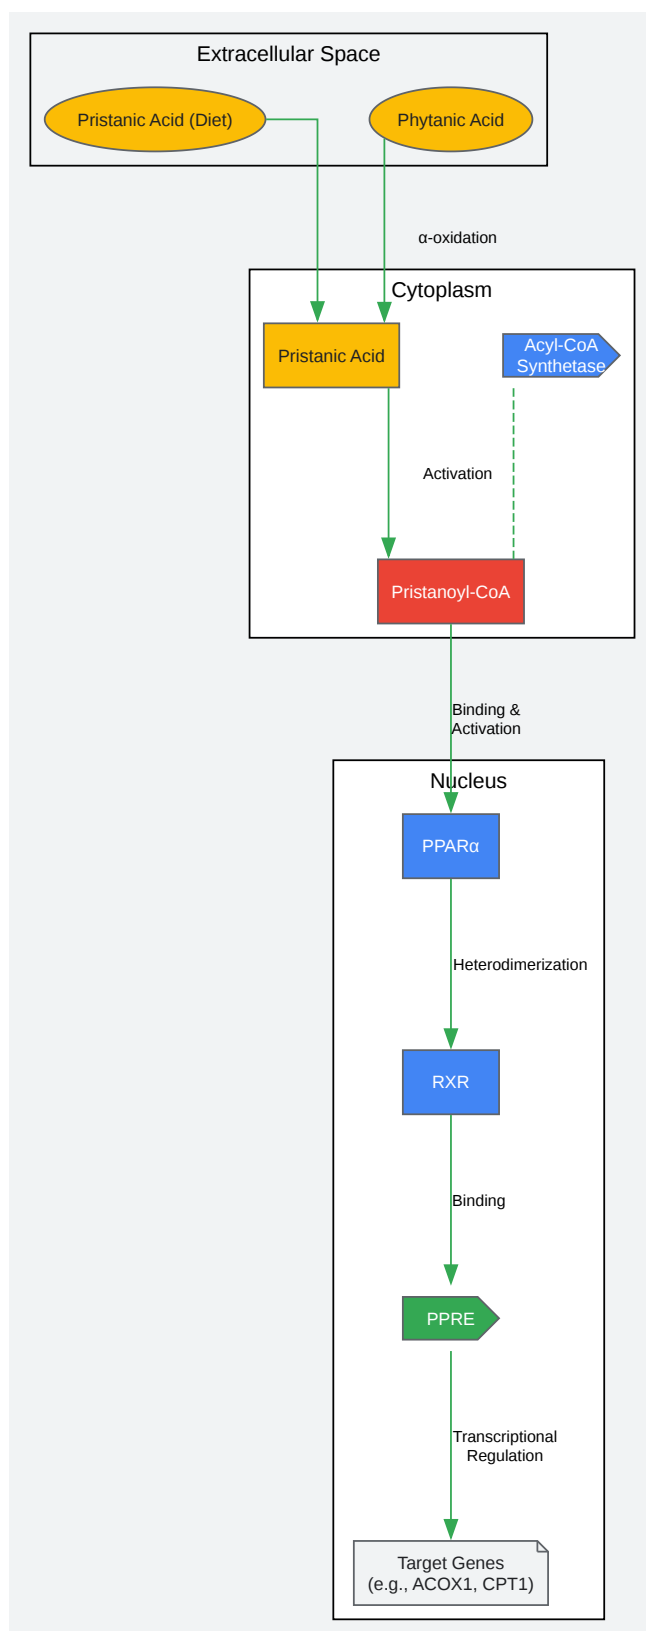 Extracellular Space
Pristanic Acid (Diet)
Phytanic Acid
α-oxidation
Cytoplasm
Pristanic Acid
Acyl-CoA
Synthetase
Activation
Pristanoyl-CoA
Binding &
Activation
Nucleus
PPARα
Heterodimerization
RXR
Binding
PPRE
Transcriptional
Regulation
Target Genes
(e.g., ACOX1, CPT1)